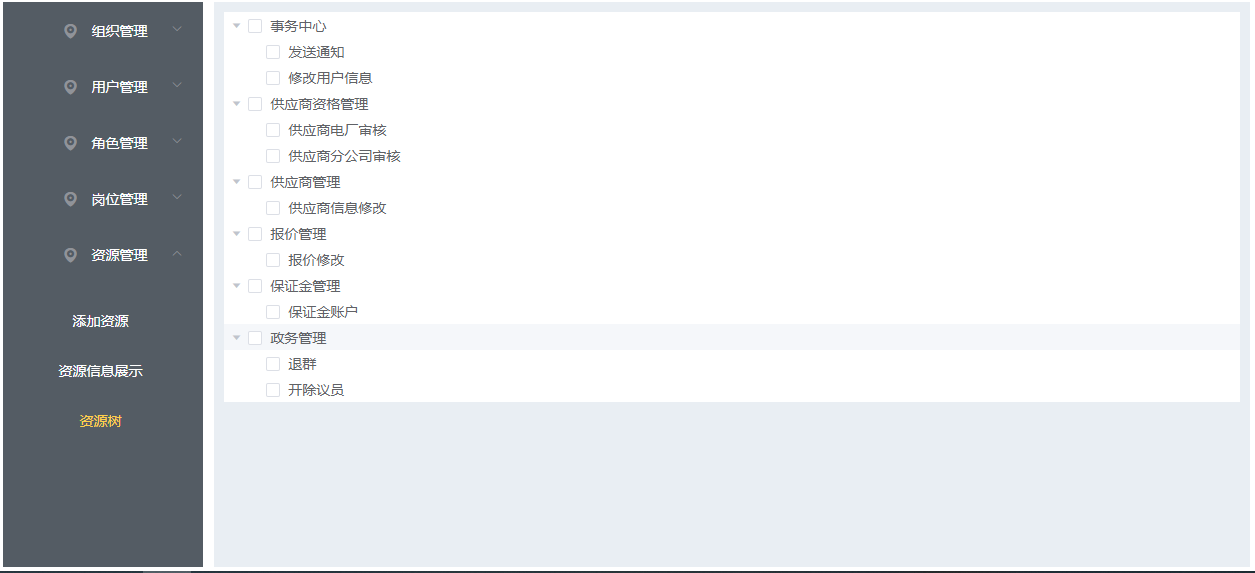 组织管理
用户管理
角色管理
岗位管理
资源管理
添加资源
资源信息展示
资源树
事务中心
发送通知
修改用户信息
供应商资格管理
供应商电厂审核
供应商分公司审核
供应商管理
供应商信息修改
报价管理
报价修改
保证金管理
保证金账户
政务管理
退群
开除议员